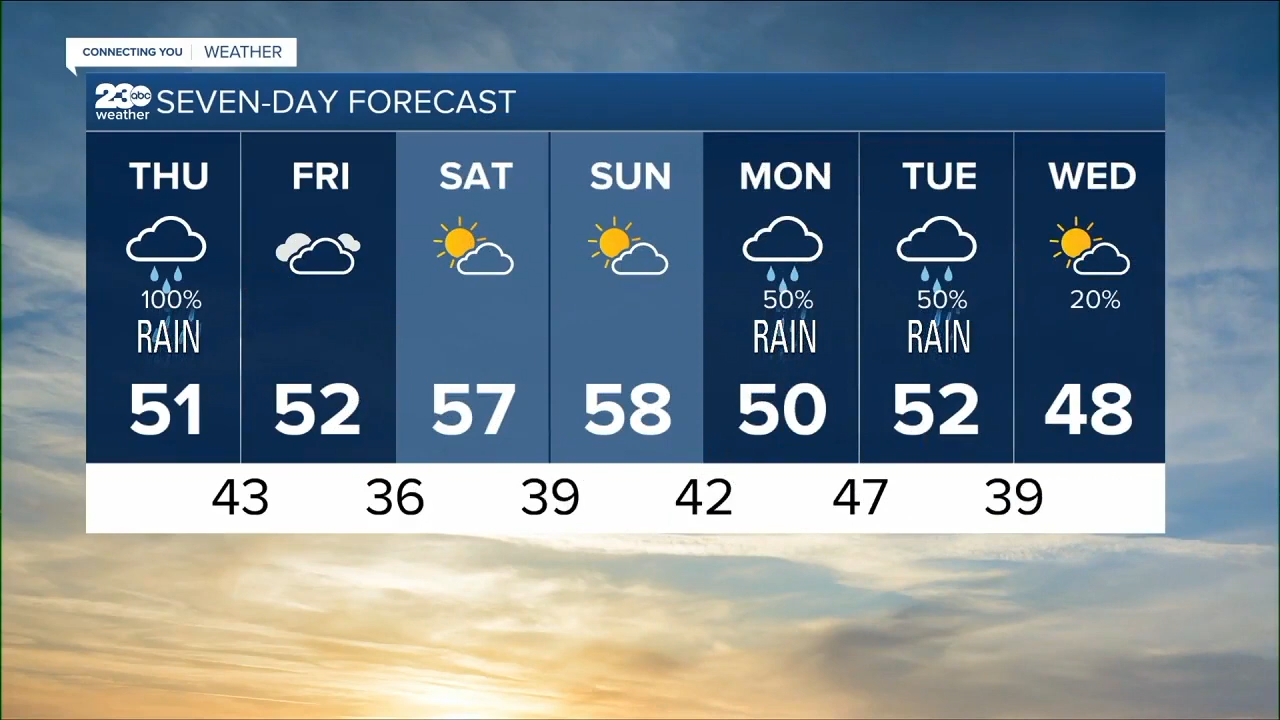 CONNECTING YOU WEATHER
23 abc
weather
SEVEN-DAY FORECAST
THU FRI SAT SUN MON TUE WED
100% 50% 50% 20%
RAIN RAIN RAIN
51 52 57 58 50 52 48
43 36 39 42 47 39